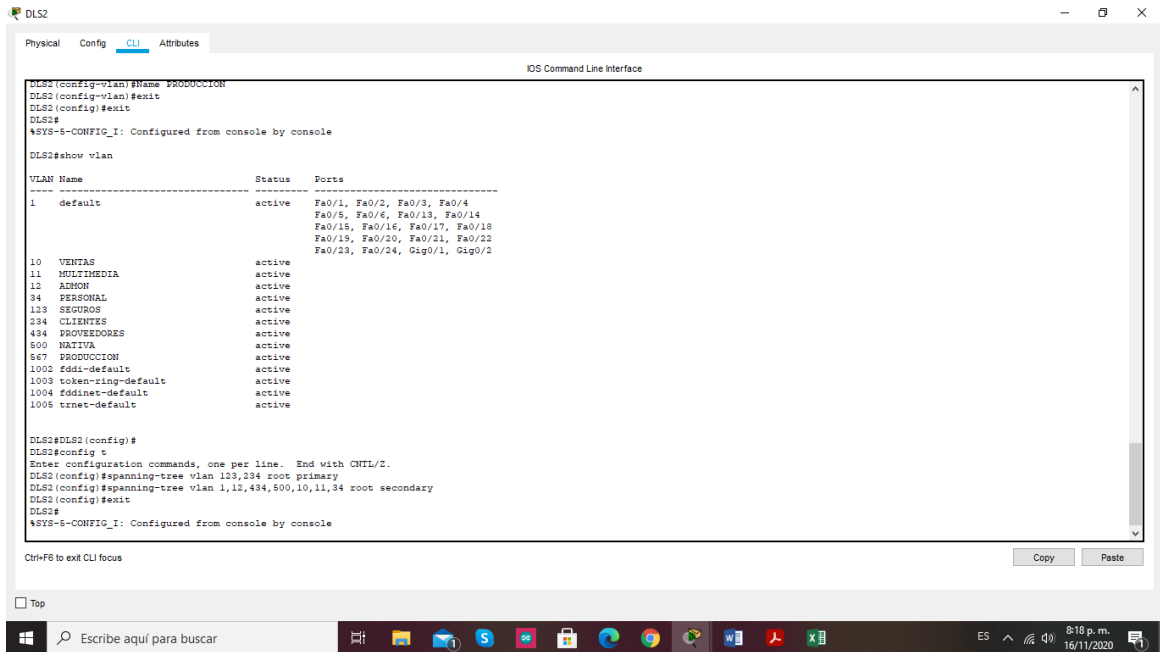 DLS2
Physical Config CLI Attributes
IOS Command Line Interface
DLS2(config-vlan)#Name PRODUCCION
DLS2(config-vlan)#exit
DLS2(config)#exit
DLS2#
%SYS-5-CONFIG_I: Configured from console by console
DLS2#show vlan
VLAN Name Status Ports
---- -------------------------------- --------- -------------------------------
1 default active Fa0/1, Fa0/2, Fa0/3, Fa0/4
Fa0/5, Fa0/6, Fa0/13, Fa0/14
Fa0/15, Fa0/16, Fa0/17, Fa0/18
Fa0/19, Fa0/20, Fa0/21, Fa0/22
Fa0/23, Fa0/24, Gig0/1, Gig0/2
10 VENTAS active
11 MULTIMEDIA active
12 ADMON active
34 PERSONAL active
123 SEGUROS active
234 CLIENTES active
434 PROVEEDORES active
500 NATIVA active
567 PRODUCCION active
1002 fddi-default active
1003 token-ring-default active
1004 fddinet-default active
1005 trnet-default active
DLS2#DLS2(config)#
DLS2#config t
Enter configuration commands, one per line. End with CNTL/Z.
DLS2(config)#spanning-tree vlan 123,234 root primary
DLS2(config)#spanning-tree vlan 1,12,434,500,10,11,34 root secondary
DLS2(config)#exit
DLS2#
%SYS-5-CONFIG_I: Configured from console by console
Ctrl+F6 to exit CLI focus
Copy Paste
Top
Escribe aquí para buscar
ES 8:18 p. m.
16/11/2020